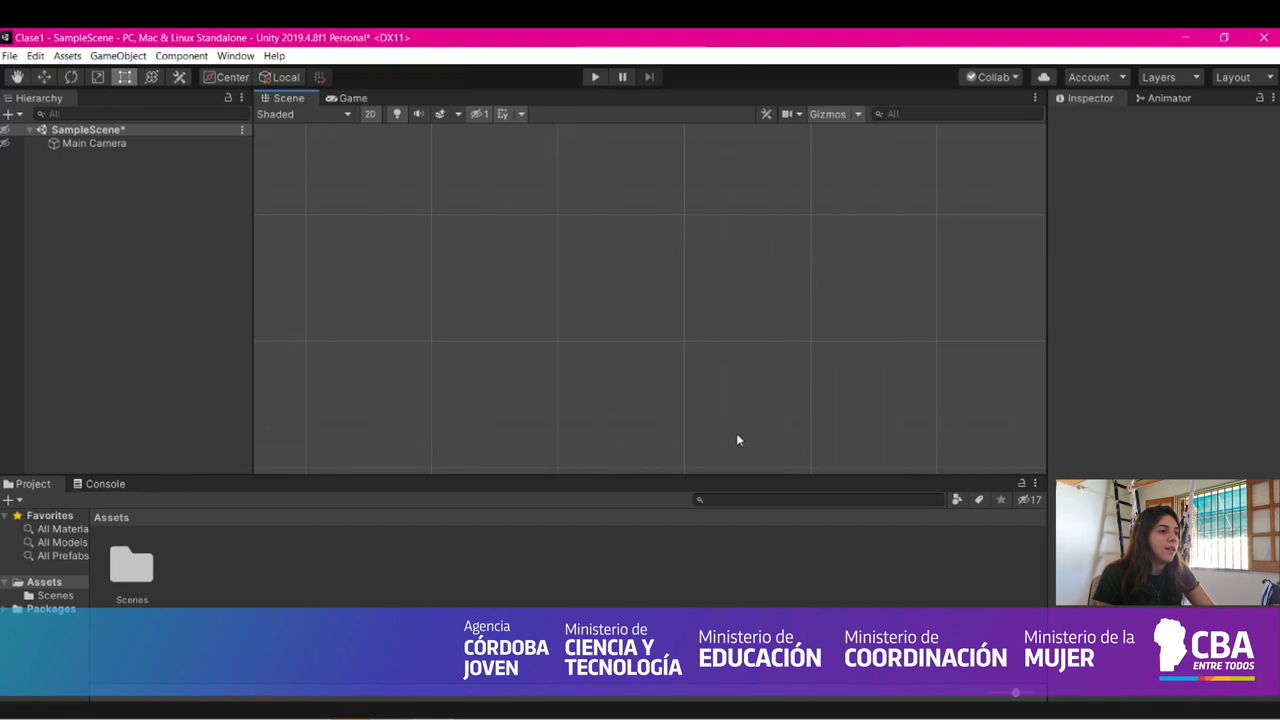 Clase1 - SampleScene - PC, Mac & Linux Standalone - Unity 2019.4.8f1 Personal* <DX11>
File Edit Assets GameObject Component Window Help
Center Local Collab Account Layers Layout
Hierarchy Scene Game Inspector Animator
All Shaded 2D 1 Gizmos All
SampleScene*
Main Camera
Project Console
17
Favorites
All Materia
All Models
All Prefabs
Assets
Scenes
Packages
Assets
Scenes
Agencia
CÓRDOBA
JOVEN
Ministerio de
CIENCIA Y
TECNOLOGÍA
Ministerio de
EDUCACIÓN
Ministerio de
COORDINACIÓN
Ministerio de la
MUJER
CBA
ENTRE TODOS